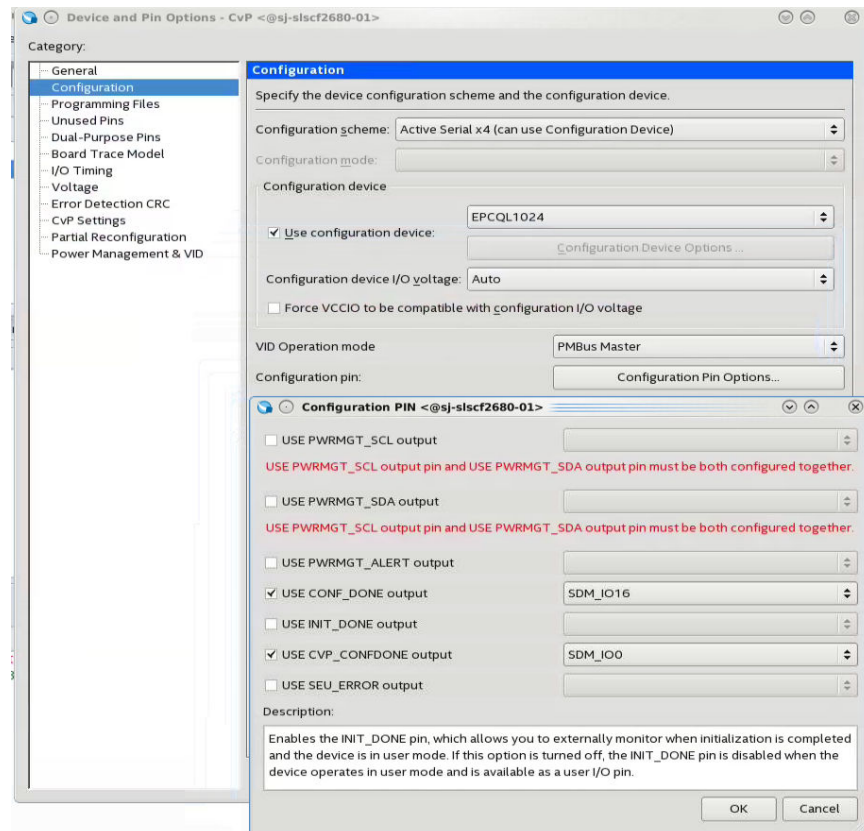 Device and Pin Options - CvP <@sj-slscf2680-01>
Category:
General
Configuration
Programming Files
Unused Pins
Dual-Purpose Pins
Board Trace Model
I/O Timing
Voltage
Error Detection CRC
CvP Settings
Partial Reconfiguration
Power Management & VID
Configuration
Specify the device configuration scheme and the configuration device.
Configuration scheme: Active Serial x4 (can use Configuration Device)
Configuration mode:
Configuration device
EPCQL1024
Use configuration device:
Configuration Device Options ...
Configuration device I/O voltage: Auto
Force VCCIO to be compatible with configuration I/O voltage
VID Operation mode PMBus Master
Configuration pin: Configuration Pin Options...
Configuration PIN <@sj-slscf2680-01>
USE PWRMGT_SCL output
USE PWRMGT_SCL output pin and USE PWRMGT_SDA output pin must be both configured together.
USE PWRMGT_SDA output
USE PWRMGT_SCL output pin and USE PWRMGT_SDA output pin must be both configured together.
USE PWRMGT_ALERT output
USE CONF_DONE output SDM_IO16
USE INIT_DONE output
USE CVP_CONFDONE output SDM_IO0
USE SEU_ERROR output
Description:
Enables the INIT_DONE pin, which allows you to externally monitor when initialization is completed
and the device is in user mode. If this option is turned off, the INIT_DONE pin is disabled when the
device operates in user mode and is available as a user I/O pin.
OK Cancel